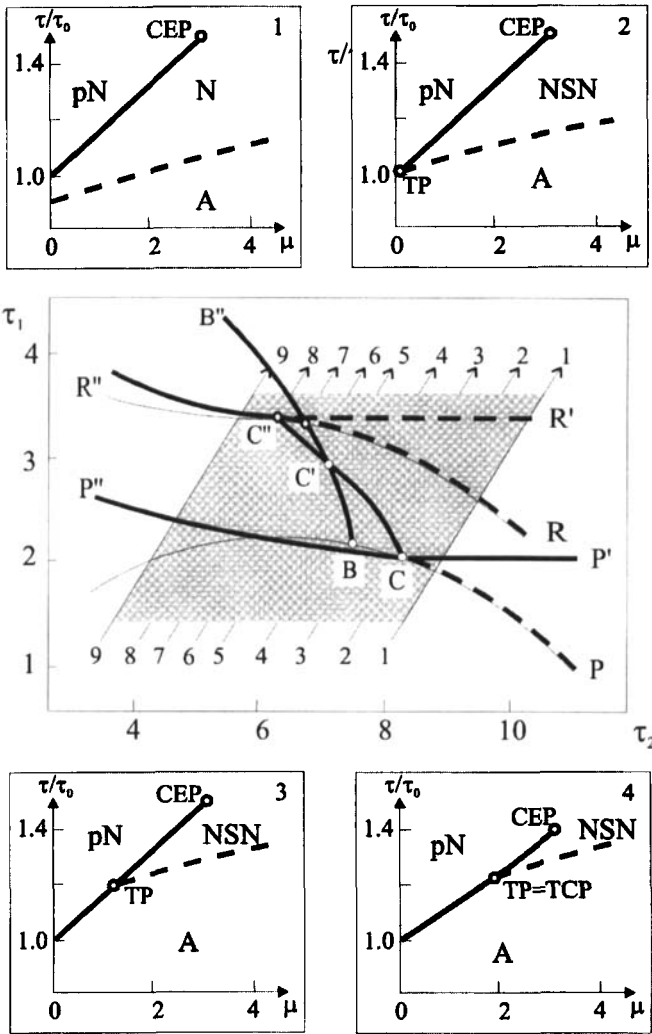 τ/τ₀ CEP 1
1.4
pN N
1.0
A
0 2 4 μ
τ/' CEP 2
1.4
pN NSN
1.0
TP A
0 2 4 μ
τ₁
B"
4
9 8 7 6 5 4 3 2 1
R"
R'
C"
3
C'
P"
R
2
B C P'
9 8 7 6 5 4 3 2 1
1
P
4 6 8 10 τ₂
τ/τ₀ CEP 3
1.4
pN NSN
TP
1.0
A
0 2 4 μ
τ/τ₀ 4
CEP NSN
1.4
pN
TP=TCP
1.0
A
0 2 4 μ